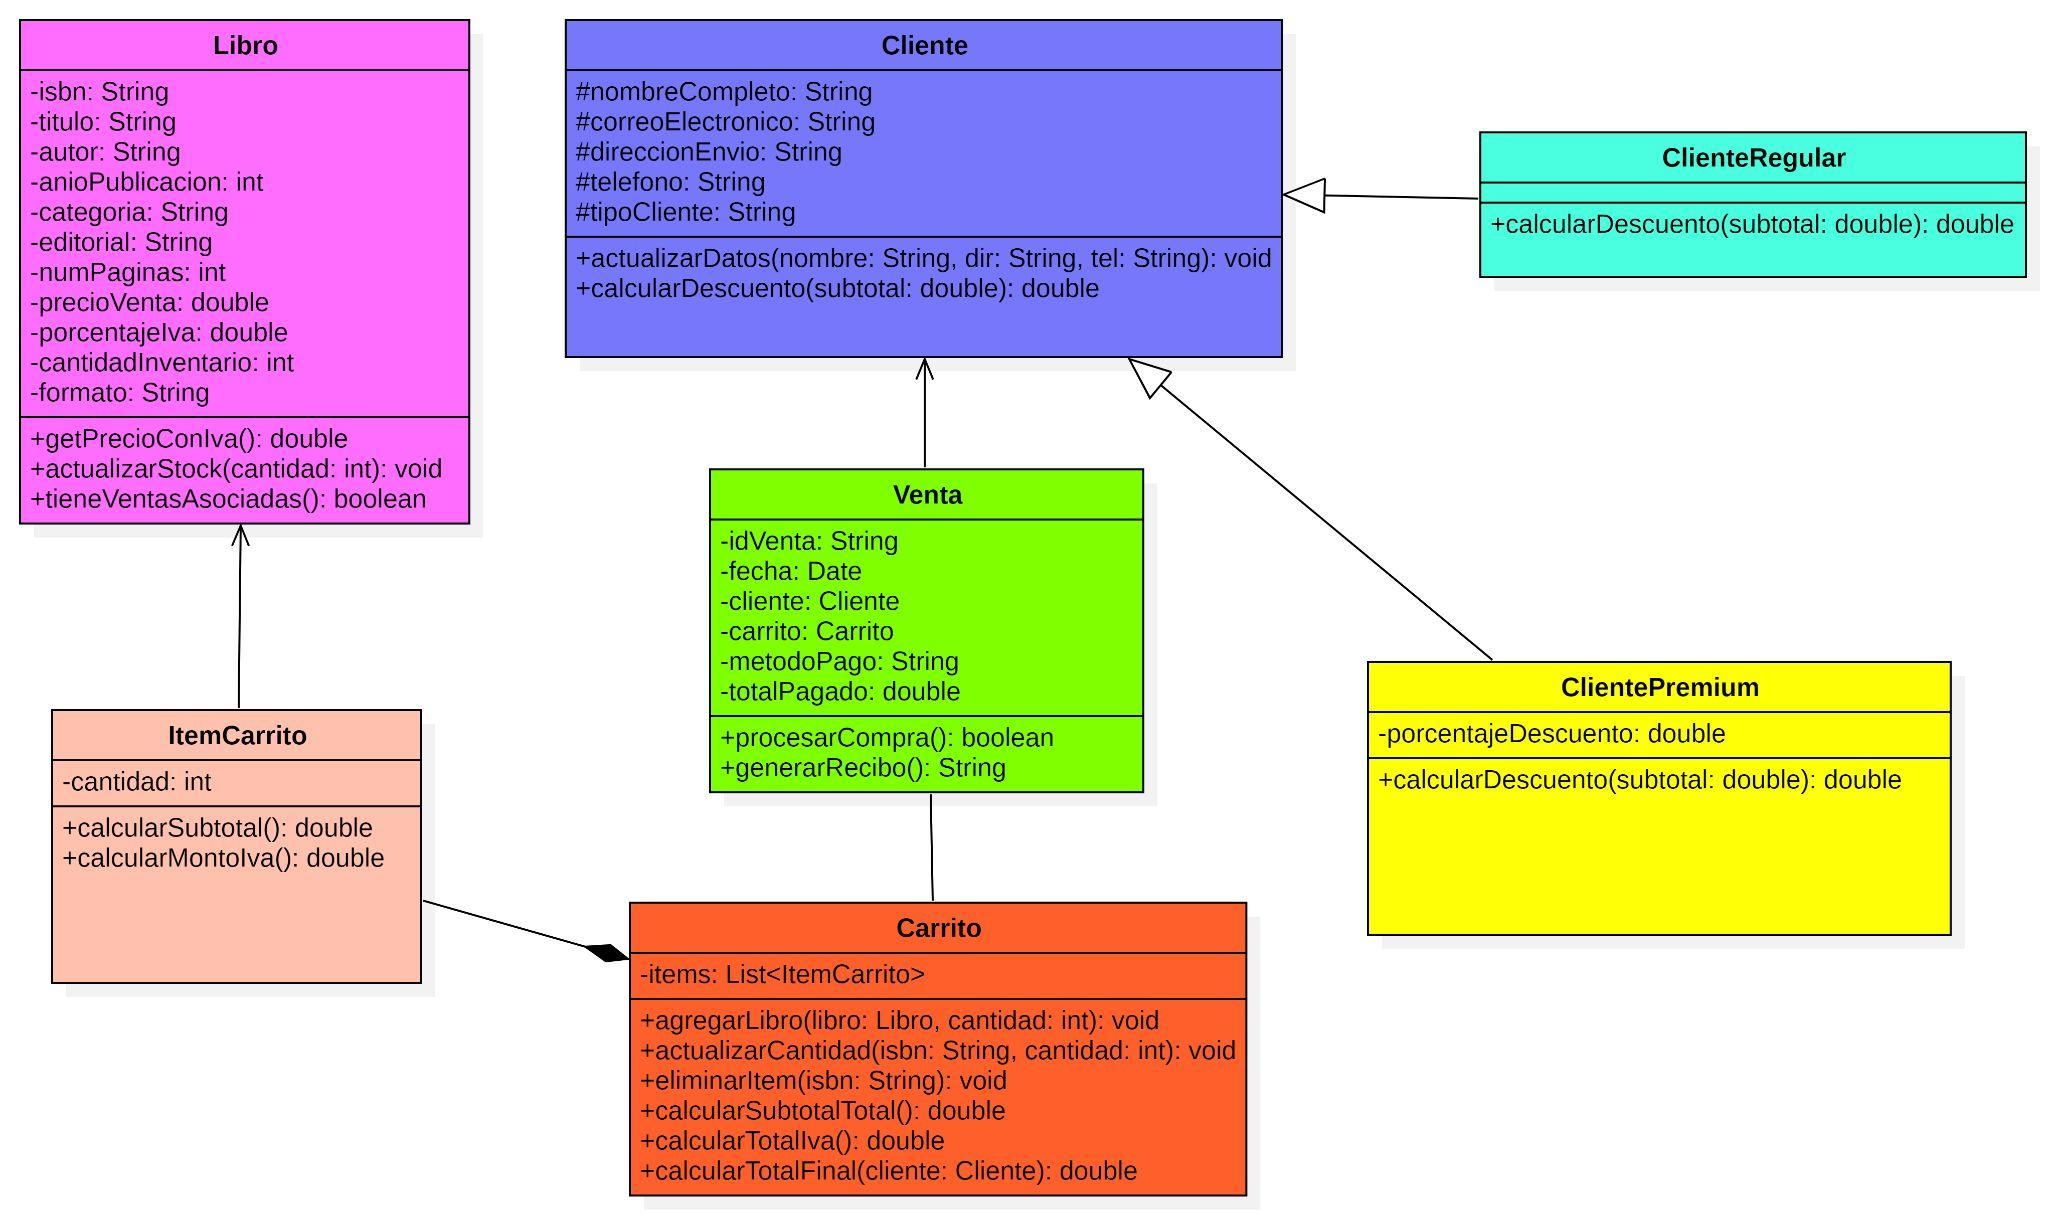 Libro
-isbn: String
-titulo: String
-autor: String
-anioPublicacion: int
-categoria: String
-editorial: String
-numPaginas: int
-precioVenta: double
-porcentajeIva: double
-cantidadInventario: int
-formato: String
+getPrecioConIva(): double
+actualizarStock(cantidad: int): void
+tieneVentasAsociadas(): boolean
Cliente
#nombreCompleto: String
#correoElectronico: String
#direccionEnvio: String
#telefono: String
#tipoCliente: String
+actualizarDatos(nombre: String, dir: String, tel: String): void
+calcularDescuento(subtotal: double): double
ClienteRegular
+calcularDescuento(subtotal: double): double
Venta
-idVenta: String
-fecha: Date
-cliente: Cliente
-carrito: Carrito
-metodoPago: String
-totalPagado: double
+procesarCompra(): boolean
+generarRecibo(): String
ClientePremium
-porcentajeDescuento: double
+calcularDescuento(subtotal: double): double
ItemCarrito
-cantidad: int
+calcularSubtotal(): double
+calcularMontoIva(): double
Carrito
-items: List<ItemCarrito>
+agregarLibro(libro: Libro, cantidad: int): void
+actualizarCantidad(isbn: String, cantidad: int): void
+eliminarItem(isbn: String): void
+calcularSubtotalTotal(): double
+calcularTotalIva(): double
+calcularTotalFinal(cliente: Cliente): double